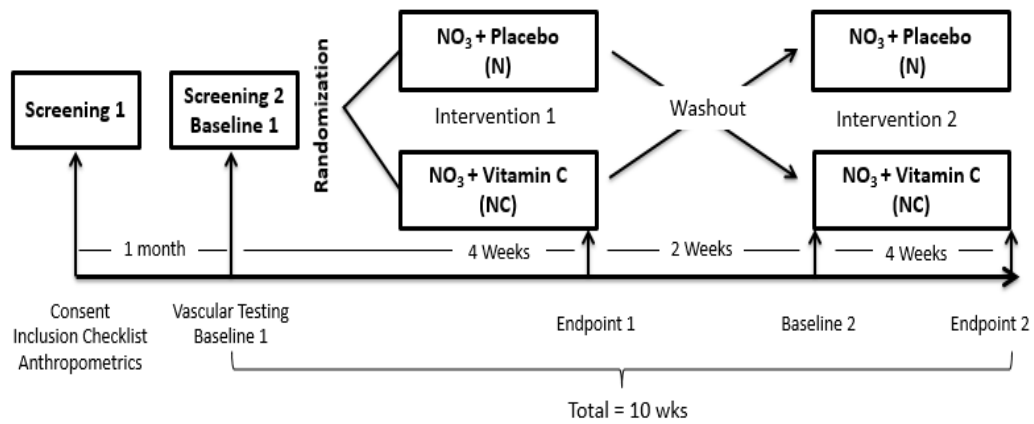 NO₃ + Placebo
(N)
NO₃ + Placebo
(N)
Screening 1
Screening 2
Baseline 1
Randomization
Intervention 1
Washout
Intervention 2
NO₃ + Vitamin C
(NC)
NO₃ + Vitamin C
(NC)
1 month
4 Weeks
2 Weeks
4 Weeks
Consent
Inclusion Checklist
Anthropometrics
Vascular Testing
Baseline 1
Endpoint 1
Baseline 2
Endpoint 2
Total = 10 wks